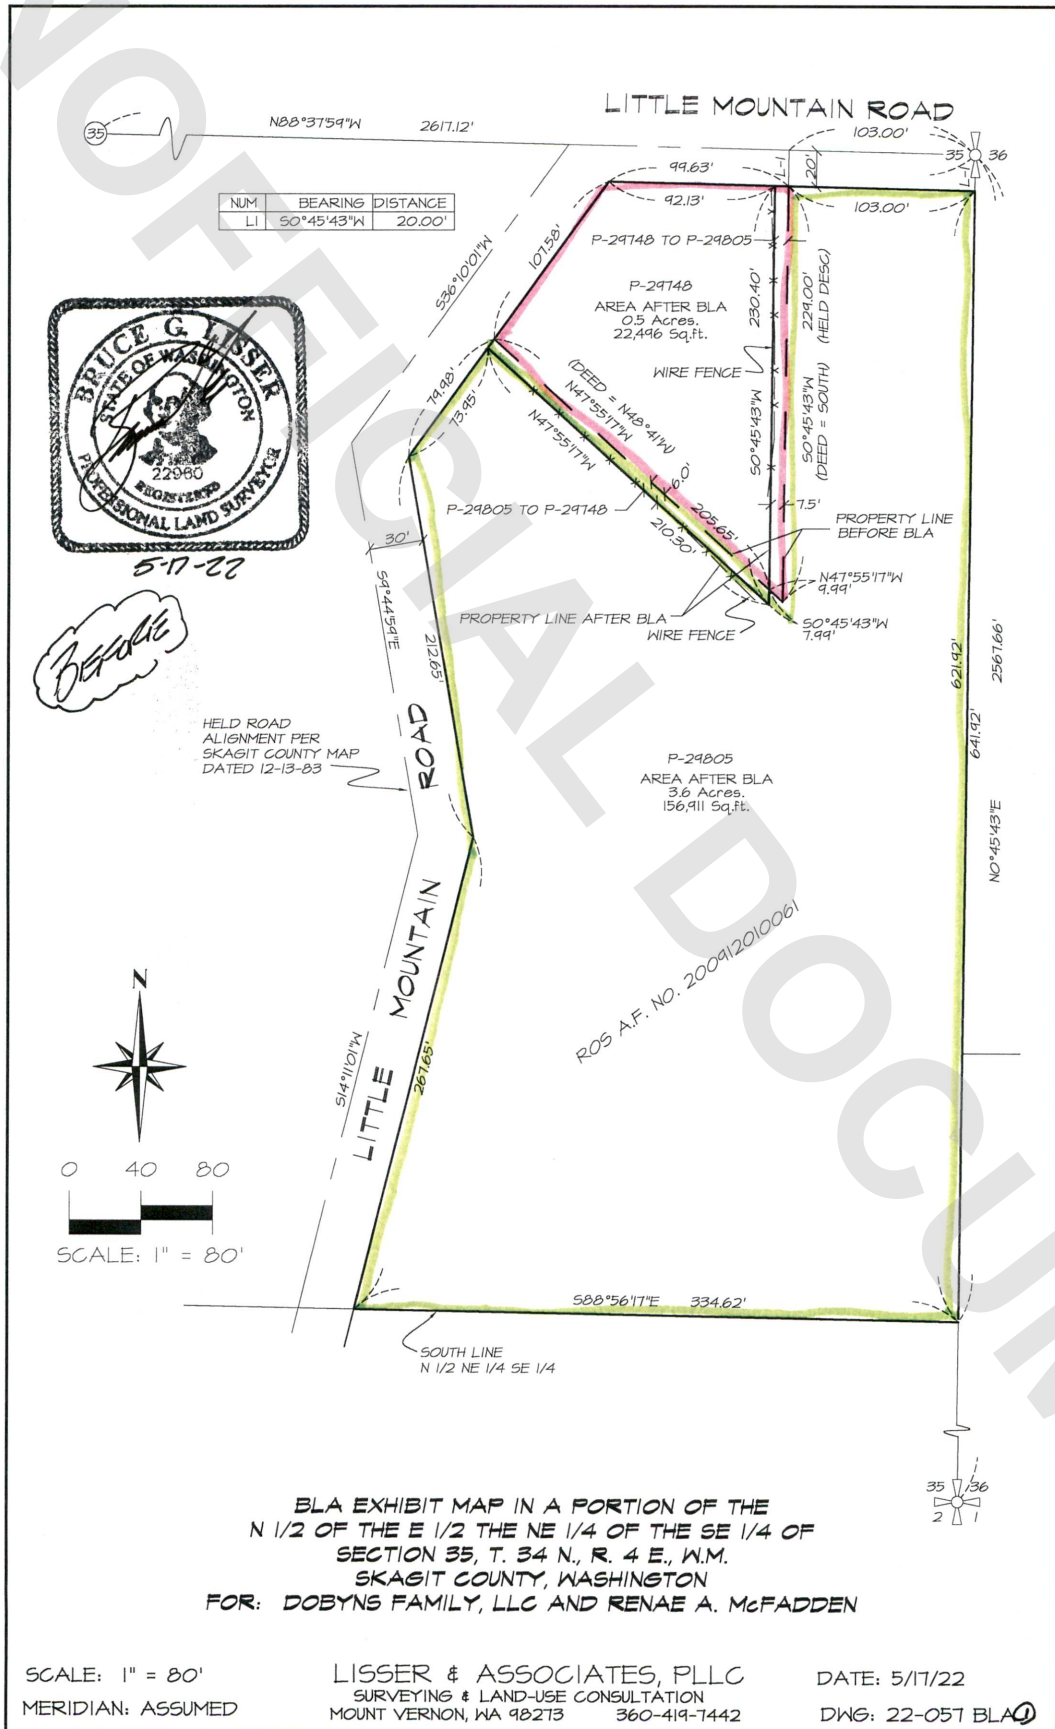 UNOFFICIAL DOCUMENT
LITTLE MOUNTAIN ROAD
35
N88°37'59"W 2617.12'
103.00'
35 36
99.63'
L-1
20'
L-1
92.13'
103.00'
NUM BEARING DISTANCE
L1 S0°45'43"W 20.00'
P-29748 TO P-29805
107.58'
S36°10'01"W
P-29748
AREA AFTER BLA
0.5 Acres.
22,496 Sq.ft.
230.40'
229.00'
(HELD DESC)
WIRE FENCE
S0°45'43"W
S0°45'43"W
(DEED = SOUTH)
BRUCE G. LISSER
STATE OF WASHINGTON
22960
REGISTERED
PROFESSIONAL LAND SURVEYOR
5-17-22
79.98'
73.95'
(DEED = N48°41'W)
N47°55'17"W
N47°55'17"W
6.0'
P-29805 TO P-29748
205.65'
210.30'
7.5'
PROPERTY LINE
BEFORE BLA
N47°55'17"W
9.99'
S0°45'43"W
7.99'
PROPERTY LINE AFTER BLA
WIRE FENCE
30'
S9°44'59"E
212.65'
BEFORE
HELD ROAD
ALIGNMENT PER
SKAGIT COUNTY MAP
DATED 12-13-83
621.92'
2567.66'
641.92'
N0°45'43"E
P-29805
AREA AFTER BLA
3.6 Acres.
156,911 Sq.ft.
ROS A.F. NO. 200912010061
LITTLE MOUNTAIN ROAD
S14°11'01"W
267.65'
N
0 40 80
SCALE: 1" = 80'
S88°56'17"E 334.62'
SOUTH LINE
N 1/2 NE 1/4 SE 1/4
35 36
2 1
BLA EXHIBIT MAP IN A PORTION OF THE
N 1/2 OF THE E 1/2 THE NE 1/4 OF THE SE 1/4 OF
SECTION 35, T. 34 N., R. 4 E., W.M.
SKAGIT COUNTY, WASHINGTON
FOR: DOBYNS FAMILY, LLC AND RENAE A. McFADDEN
SCALE: 1" = 80'
MERIDIAN: ASSUMED
LISSER & ASSOCIATES, PLLC
SURVEYING & LAND-USE CONSULTATION
MOUNT VERNON, WA 98273 360-419-7442
DATE: 5/17/22
DWG: 22-057 BLA 1